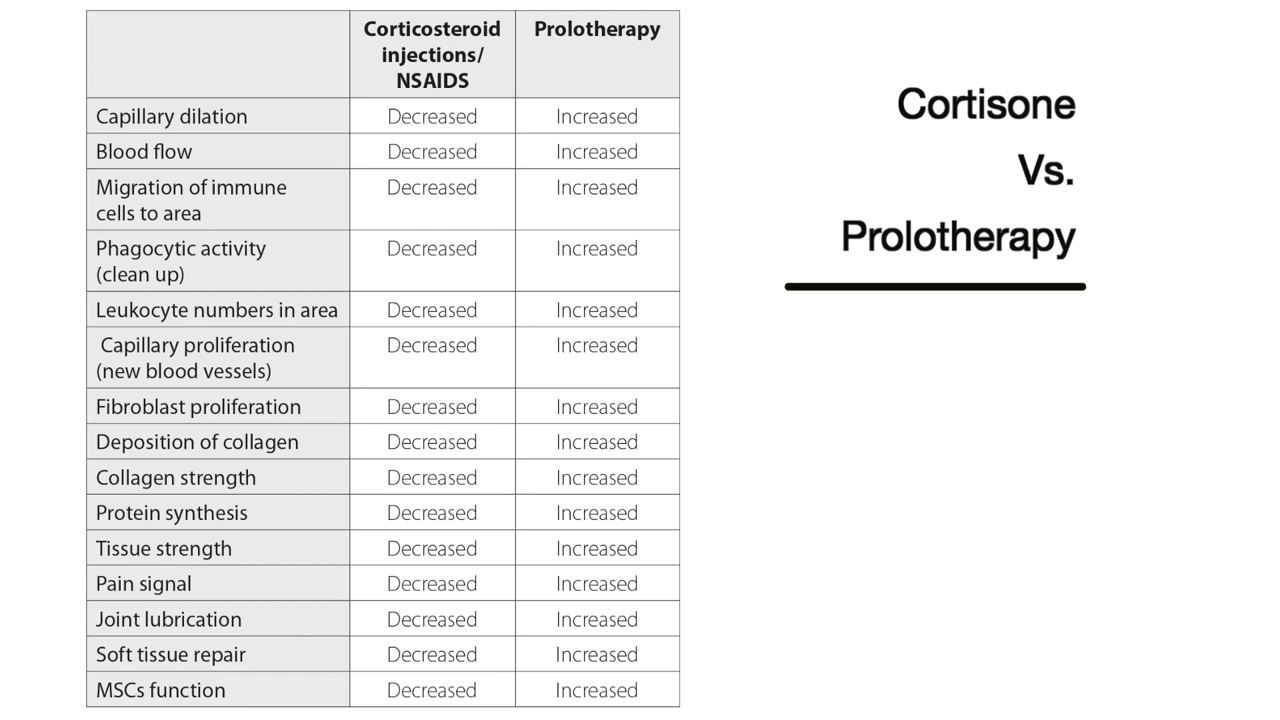 Corticosteroid injections/ NSAIDS Prolotherapy
Capillary dilation Decreased Increased
Blood flow Decreased Increased
Migration of immune cells to area Decreased Increased
Phagocytic activity (clean up) Decreased Increased
Leukocyte numbers in area Decreased Increased
Capillary proliferation (new blood vessels) Decreased Increased
Fibroblast proliferation Decreased Increased
Deposition of collagen Decreased Increased
Collagen strength Decreased Increased
Protein synthesis Decreased Increased
Tissue strength Decreased Increased
Pain signal Decreased Increased
Joint lubrication Decreased Increased
Soft tissue repair Decreased Increased
MSCs function Decreased Increased
Cortisone
Vs.
Prolotherapy